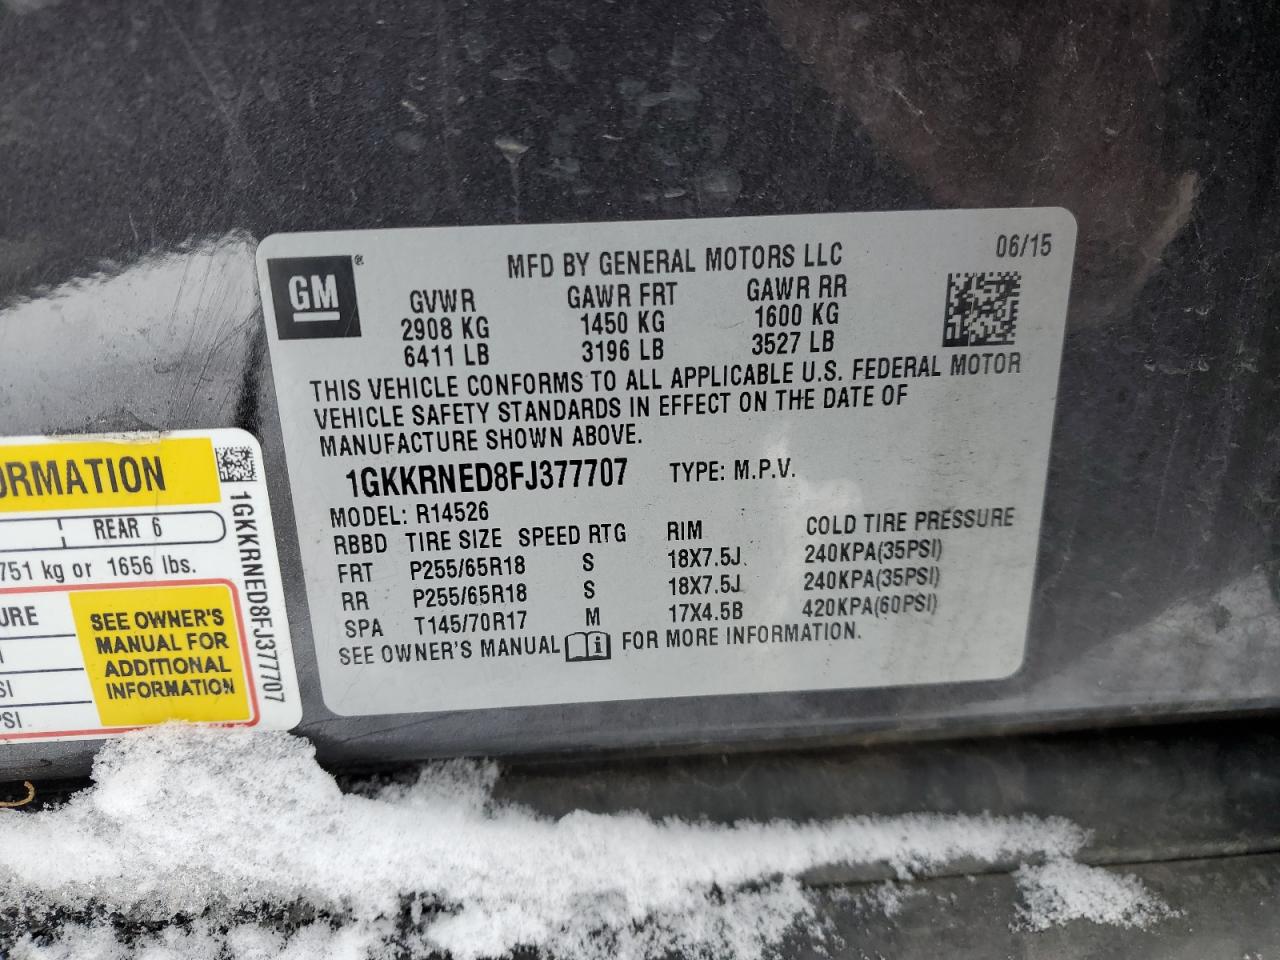 MFD BY GENERAL MOTORS LLC
06/15
GM®
GVWR GAWR FRT GAWR RR
2908 KG 1450 KG 1600 KG
6411 LB 3196 LB 3527 LB
THIS VEHICLE CONFORMS TO ALL APPLICABLE U.S. FEDERAL MOTOR
VEHICLE SAFETY STANDARDS IN EFFECT ON THE DATE OF
MANUFACTURE SHOWN ABOVE.
1GKKRNED8FJ377707 TYPE: M.P.V.
MODEL: R14526
RBBD TIRE SIZE SPEED RTG RIM COLD TIRE PRESSURE
FRT P255/65R18 S 18X7.5J 240KPA(35PSI)
RR P255/65R18 S 18X7.5J 240KPA(35PSI)
SPA T145/70R17 M 17X4.5B 420KPA(60PSI)
SEE OWNER'S MANUAL i FOR MORE INFORMATION.
ORMATION
REAR 6
751 kg or 1656 lbs.
URE
SI
PSI
SEE OWNER'S
MANUAL FOR
ADDITIONAL
INFORMATION
1GKKRNED8FJ377707